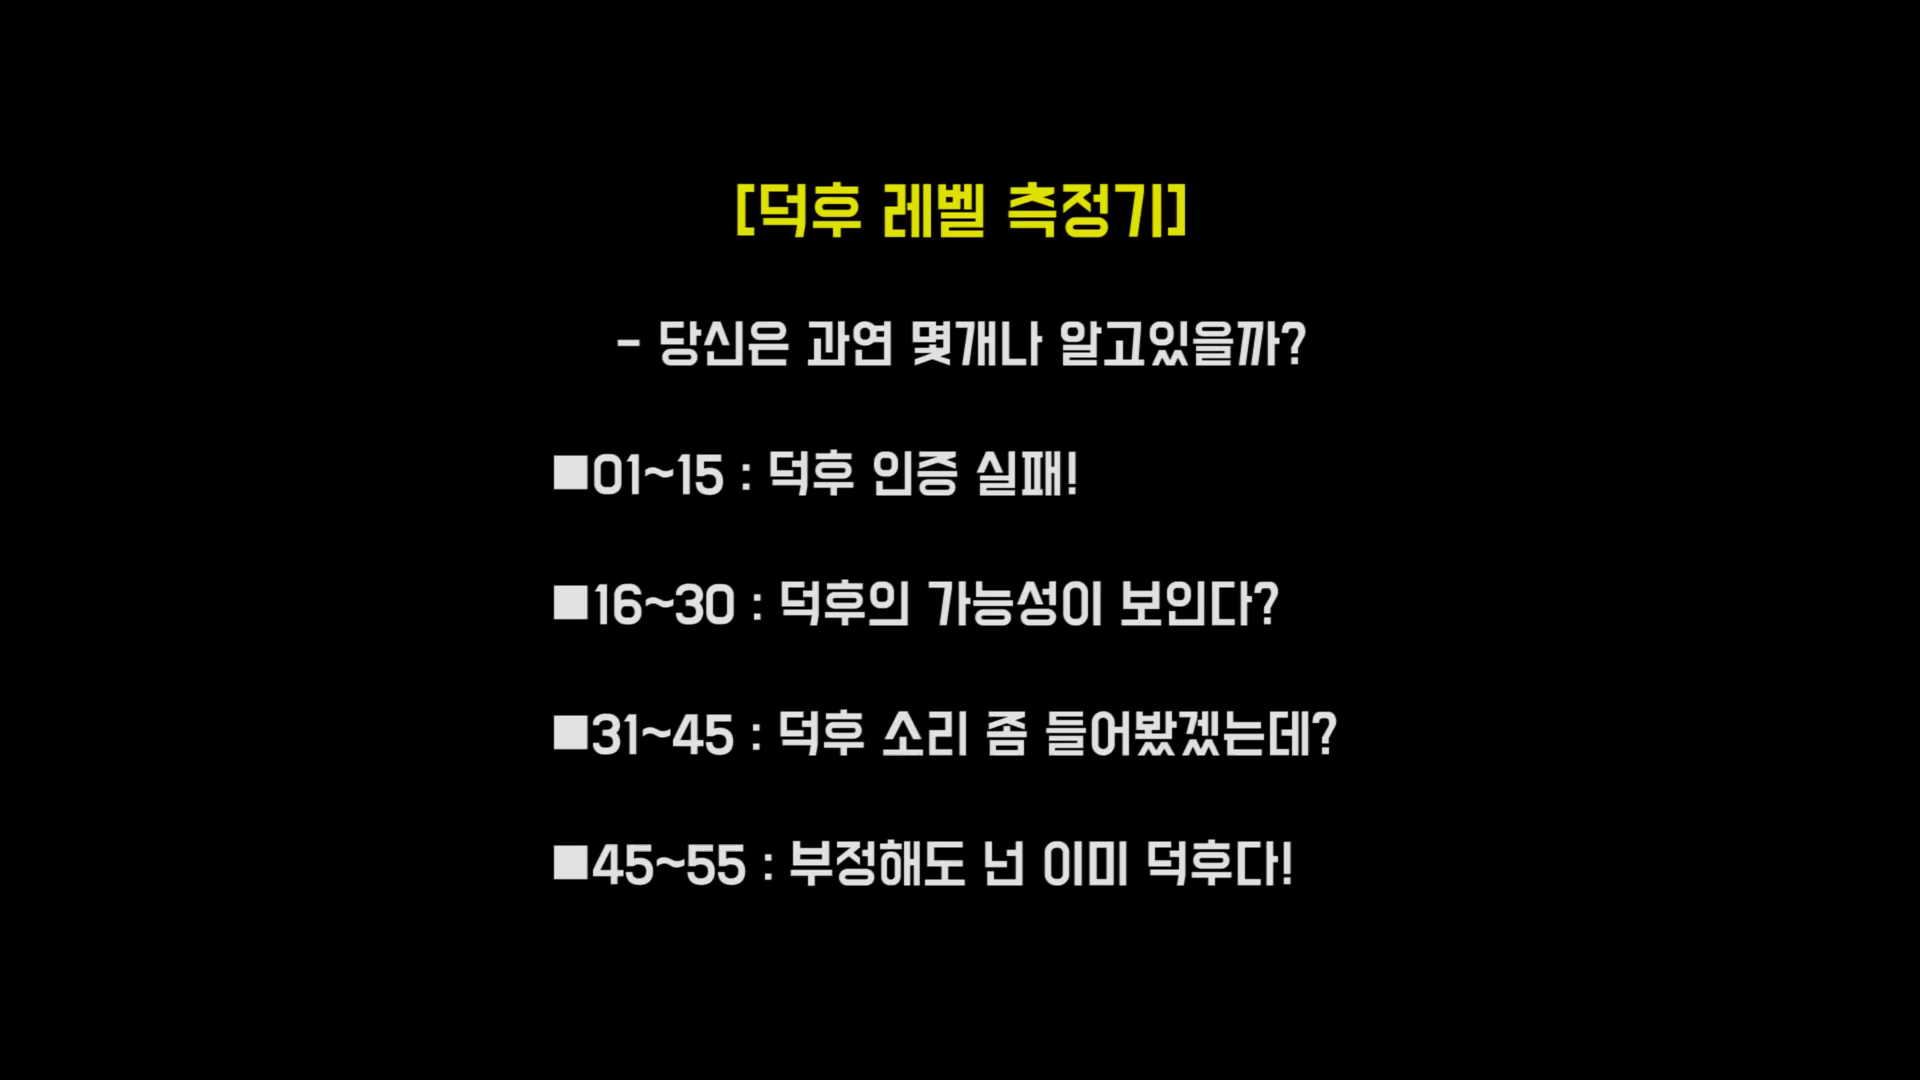 [덕후 레벨 측정기]
- 당신은 과연 몇개나 알고있을까?
■01~15 : 덕후 인증 실패!
■16~30 : 덕후의 가능성이 보인다?
■31~45 : 덕후 소리 좀 들어봤겠는데?
■45~55 : 부정해도 넌 이미 덕후다!